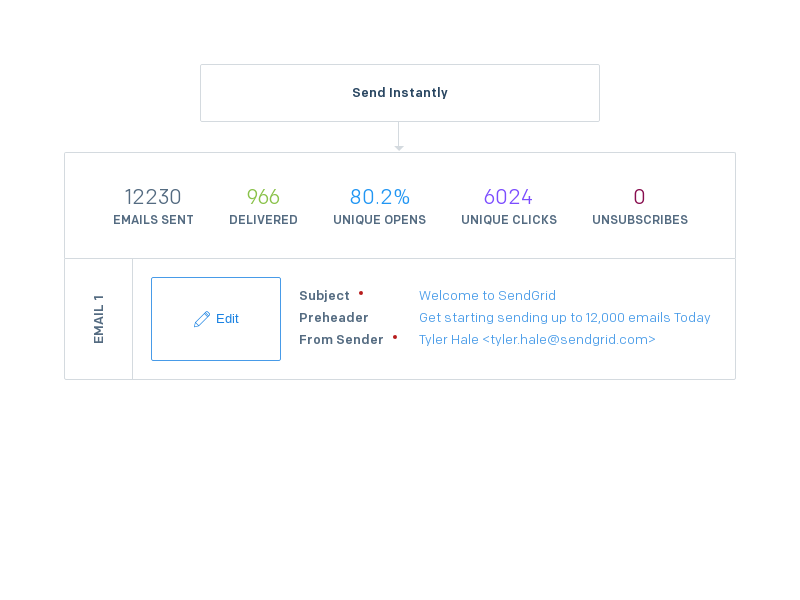 Send Instantly
12230 966 80.2% 6024 0
EMAILS SENT DELIVERED UNIQUE OPENS UNIQUE CLICKS UNSUBSCRIBES
EMAIL 1
Edit
Subject • Welcome to SendGrid
Preheader Get starting sending up to 12,000 emails Today
From Sender • Tyler Hale <tyler.hale@sendgrid.com>